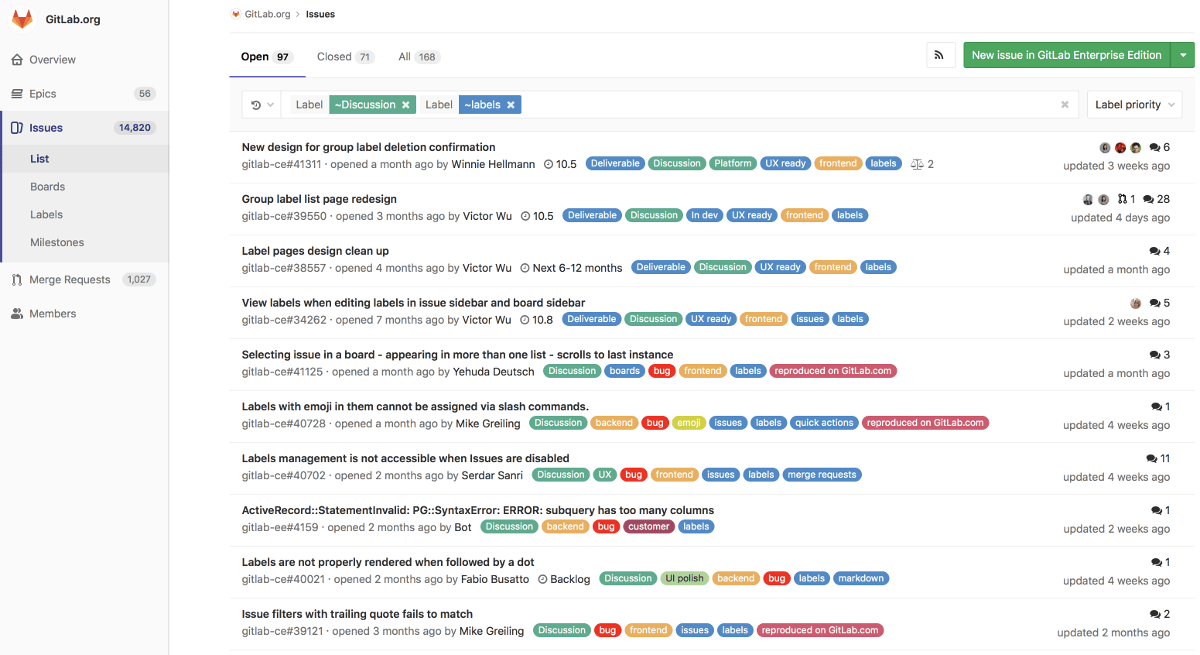 GitLab.org
Overview
Epics 56
Issues 14,820
List
Boards
Labels
Milestones
Merge Requests 1,027
Members
GitLab.org › Issues
Open 97 Closed 71 All 168
New issue in GitLab Enterprise Edition
Label ~Discussion × Label ~labels × ×
Label priority
New design for group label deletion confirmation
6
gitlab-ce#41311 · opened a month ago by Winnie Hellmann 10.5 Deliverable Discussion Platform UX ready frontend labels 2
updated 3 weeks ago
Group label list page redesign
1 28
gitlab-ce#39550 · opened 3 months ago by Victor Wu 10.5 Deliverable Discussion In dev UX ready frontend labels
updated 4 days ago
Label pages design clean up
4
gitlab-ce#38557 · opened 4 months ago by Victor Wu Next 6-12 months Deliverable Discussion UX ready frontend labels
updated a month ago
View labels when editing labels in issue sidebar and board sidebar
5
gitlab-ce#34262 · opened 7 months ago by Victor Wu 10.8 Deliverable Discussion UX ready frontend issues labels
updated 2 weeks ago
Selecting issue in a board - appearing in more than one list - scrolls to last instance
3
gitlab-ce#41125 · opened a month ago by Yehuda Deutsch Discussion boards bug frontend labels reproduced on GitLab.com
updated a month ago
Labels with emoji in them cannot be assigned via slash commands.
1
gitlab-ce#40728 · opened a month ago by Mike Greiling Discussion backend bug emoji issues labels quick actions reproduced on GitLab.com
updated 4 weeks ago
Labels management is not accessible when Issues are disabled
11
gitlab-ce#40702 · opened 2 months ago by Serdar Sanri Discussion UX bug frontend issues labels merge requests
updated 4 weeks ago
ActiveRecord::StatementInvalid: PG::SyntaxError: ERROR: subquery has too many columns
1
gitlab-ee#4159 · opened 2 months ago by Bot Discussion backend bug customer labels
updated 2 weeks ago
Labels are not properly rendered when followed by a dot
1
gitlab-ce#40021 · opened 2 months ago by Fabio Busatto Backlog Discussion UI polish backend bug labels markdown
updated 4 weeks ago
Issue filters with trailing quote fails to match
2
gitlab-ce#39121 · opened 3 months ago by Mike Greiling Discussion bug frontend issues labels reproduced on GitLab.com
updated 2 months ago